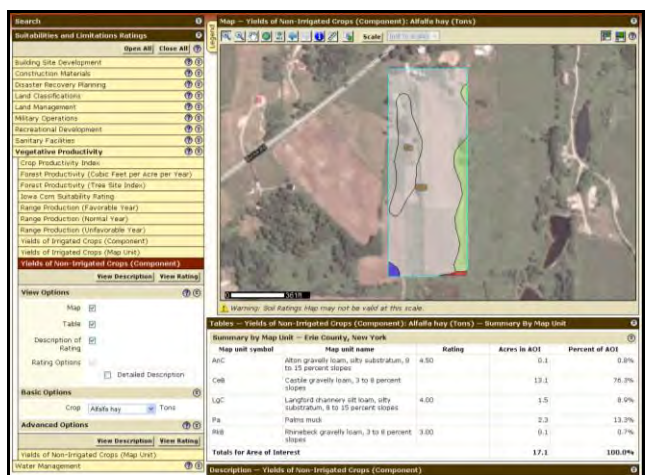 Search
Suitabilities and Limitations Ratings
Open All Close All
Building Site Development
Construction Materials
Disaster Recovery Planning
Land Classifications
Land Management
Military Operations
Recreational Development
Sanitary Facilities
Vegetative Productivity
Crop Productivity Index
Forest Productivity (Cubic Feet per Acre per Year)
Forest Productivity (Tree Site Index)
Iowa Corn Suitability Rating
Range Production (Favorable Year)
Range Production (Normal Year)
Range Production (Unfavorable Year)
Yields of Irrigated Crops (Component)
Yields of Irrigated Crops (Map Unit)
Yields of Non-Irrigated Crops (Component)
View Description View Rating
View Options
Map
Table
Description of Rating
Rating Options
Detailed Description
Basic Options
Crop Alfalfa hay Tons
Advanced Options
View Description View Rating
Yields of Non-Irrigated Crops (Map Unit)
Water Management
Map — Yields of Non-Irrigated Crops (Component): Alfalfa hay (Tons)
Legend
Scale
Warning: Soil Ratings Map may not be valid at this scale.
Tables — Yields of Non-Irrigated Crops (Component): Alfalfa hay (Tons) — Summary By Map Unit
Summary by Map Unit — Erie County, New York
Map unit symbol Map unit name Rating Acres in AOI Percent of AOI
AnC Alton gravelly loam, silty substratum, 8 to 15 percent slopes 4.50 0.1 0.8%
CeB Castile gravelly loam, 3 to 8 percent slopes 13.1 76.3%
LgC Langford channery silt loam, silty substratum, 8 to 15 percent slopes 4.00 1.5 8.9%
Pa Palms muck 2.3 13.3%
RkB Rhinebeck gravelly loam, 3 to 8 percent slopes 3.00 0.1 0.7%
Totals for Area of Interest 17.1 100.0%
Description — Yields of Non-Irrigated Crops (Component)